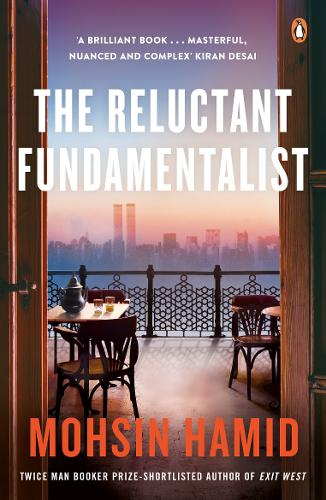 'A BRILLIANT BOOK . . . MASTERFUL,
NUANCED AND COMPLEX' KIRAN DESAI
THE RELUCTANT
FUNDAMENTALIST
MOHSIN HAMID
TWICE MAN BOOKER PRIZE-SHORTLISTED AUTHOR OF EXIT WEST